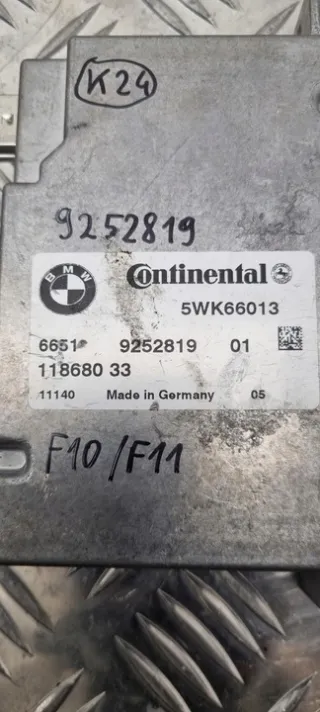 K24
9252819
BMW
Continental
5WK66013
6651 9252819 01
118680 33
11140 Made in Germany 05
F10/F11